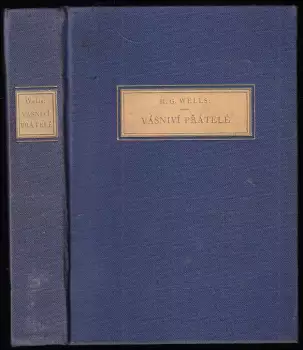 Wells:
VÁŠNIVÍ
PŘÁTELÉ
H. G. WELLS
VÁŠNIVÍ PŘÁTELÉ